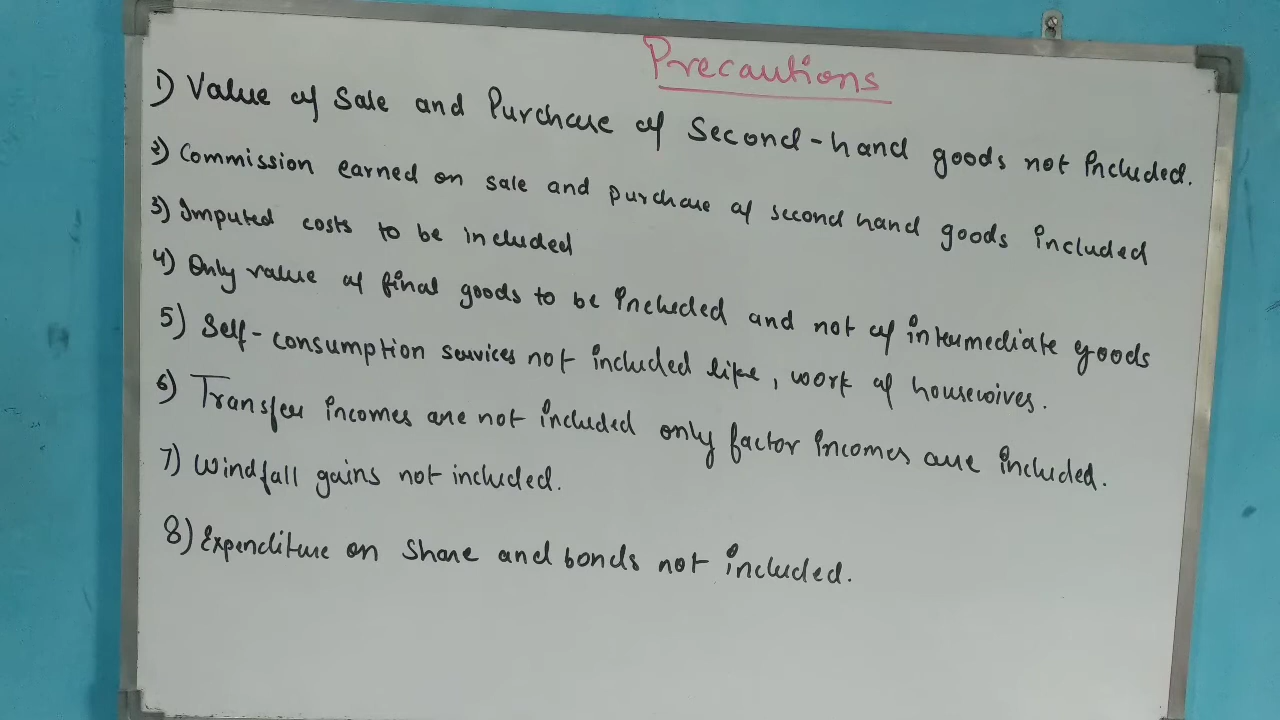 Precautions
1) Value of Sale and Purchase of Second-hand goods not included.
2) Commission earned on sale and purchase of second hand goods included
3) Imputed costs to be included
4) Only value of final goods to be included and not of intermediate goods
5) Self-consumption services not included like, work of housewives.
6) Transfer incomes are not included only factor incomes are included.
7) Windfall gains not included.
8) Expenditure on Share and bonds not included.